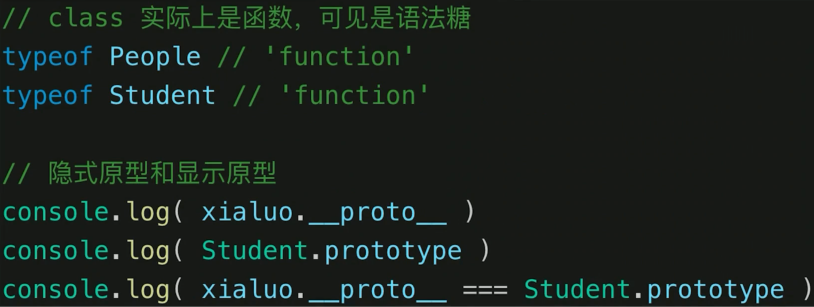 // class 实际上是函数，可见是语法糖
typeof People // 'function'
typeof Student // 'function'
// 隐式原型和显示原型
console.log( xialuo.__proto__ )
console.log( Student.prototype )
console.log( xialuo.__proto__ === Student.prototype )